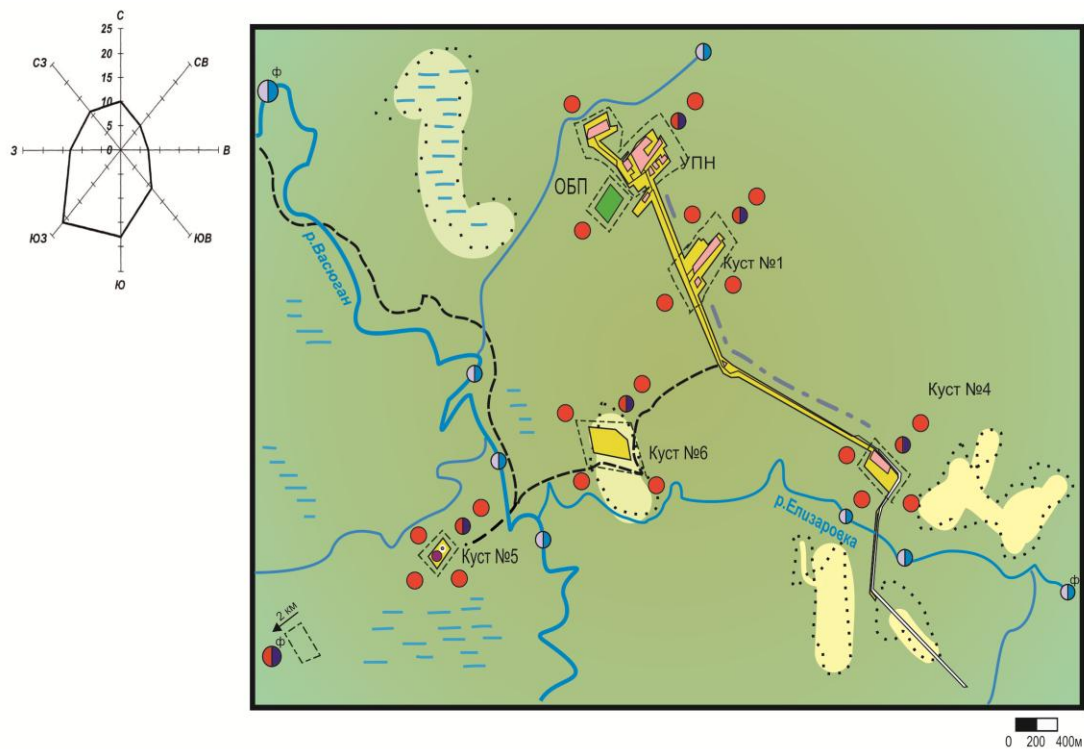 С
25
20
15
10
5
0
СЗ
СВ
З
В
ЮЗ
ЮВ
Ю
ф
р.Васюган
ОБП
УПН
Куст №1
Куст №4
Куст №6
р.Елизаровка
Куст №5
ф
2 км
ф
0 200 400м